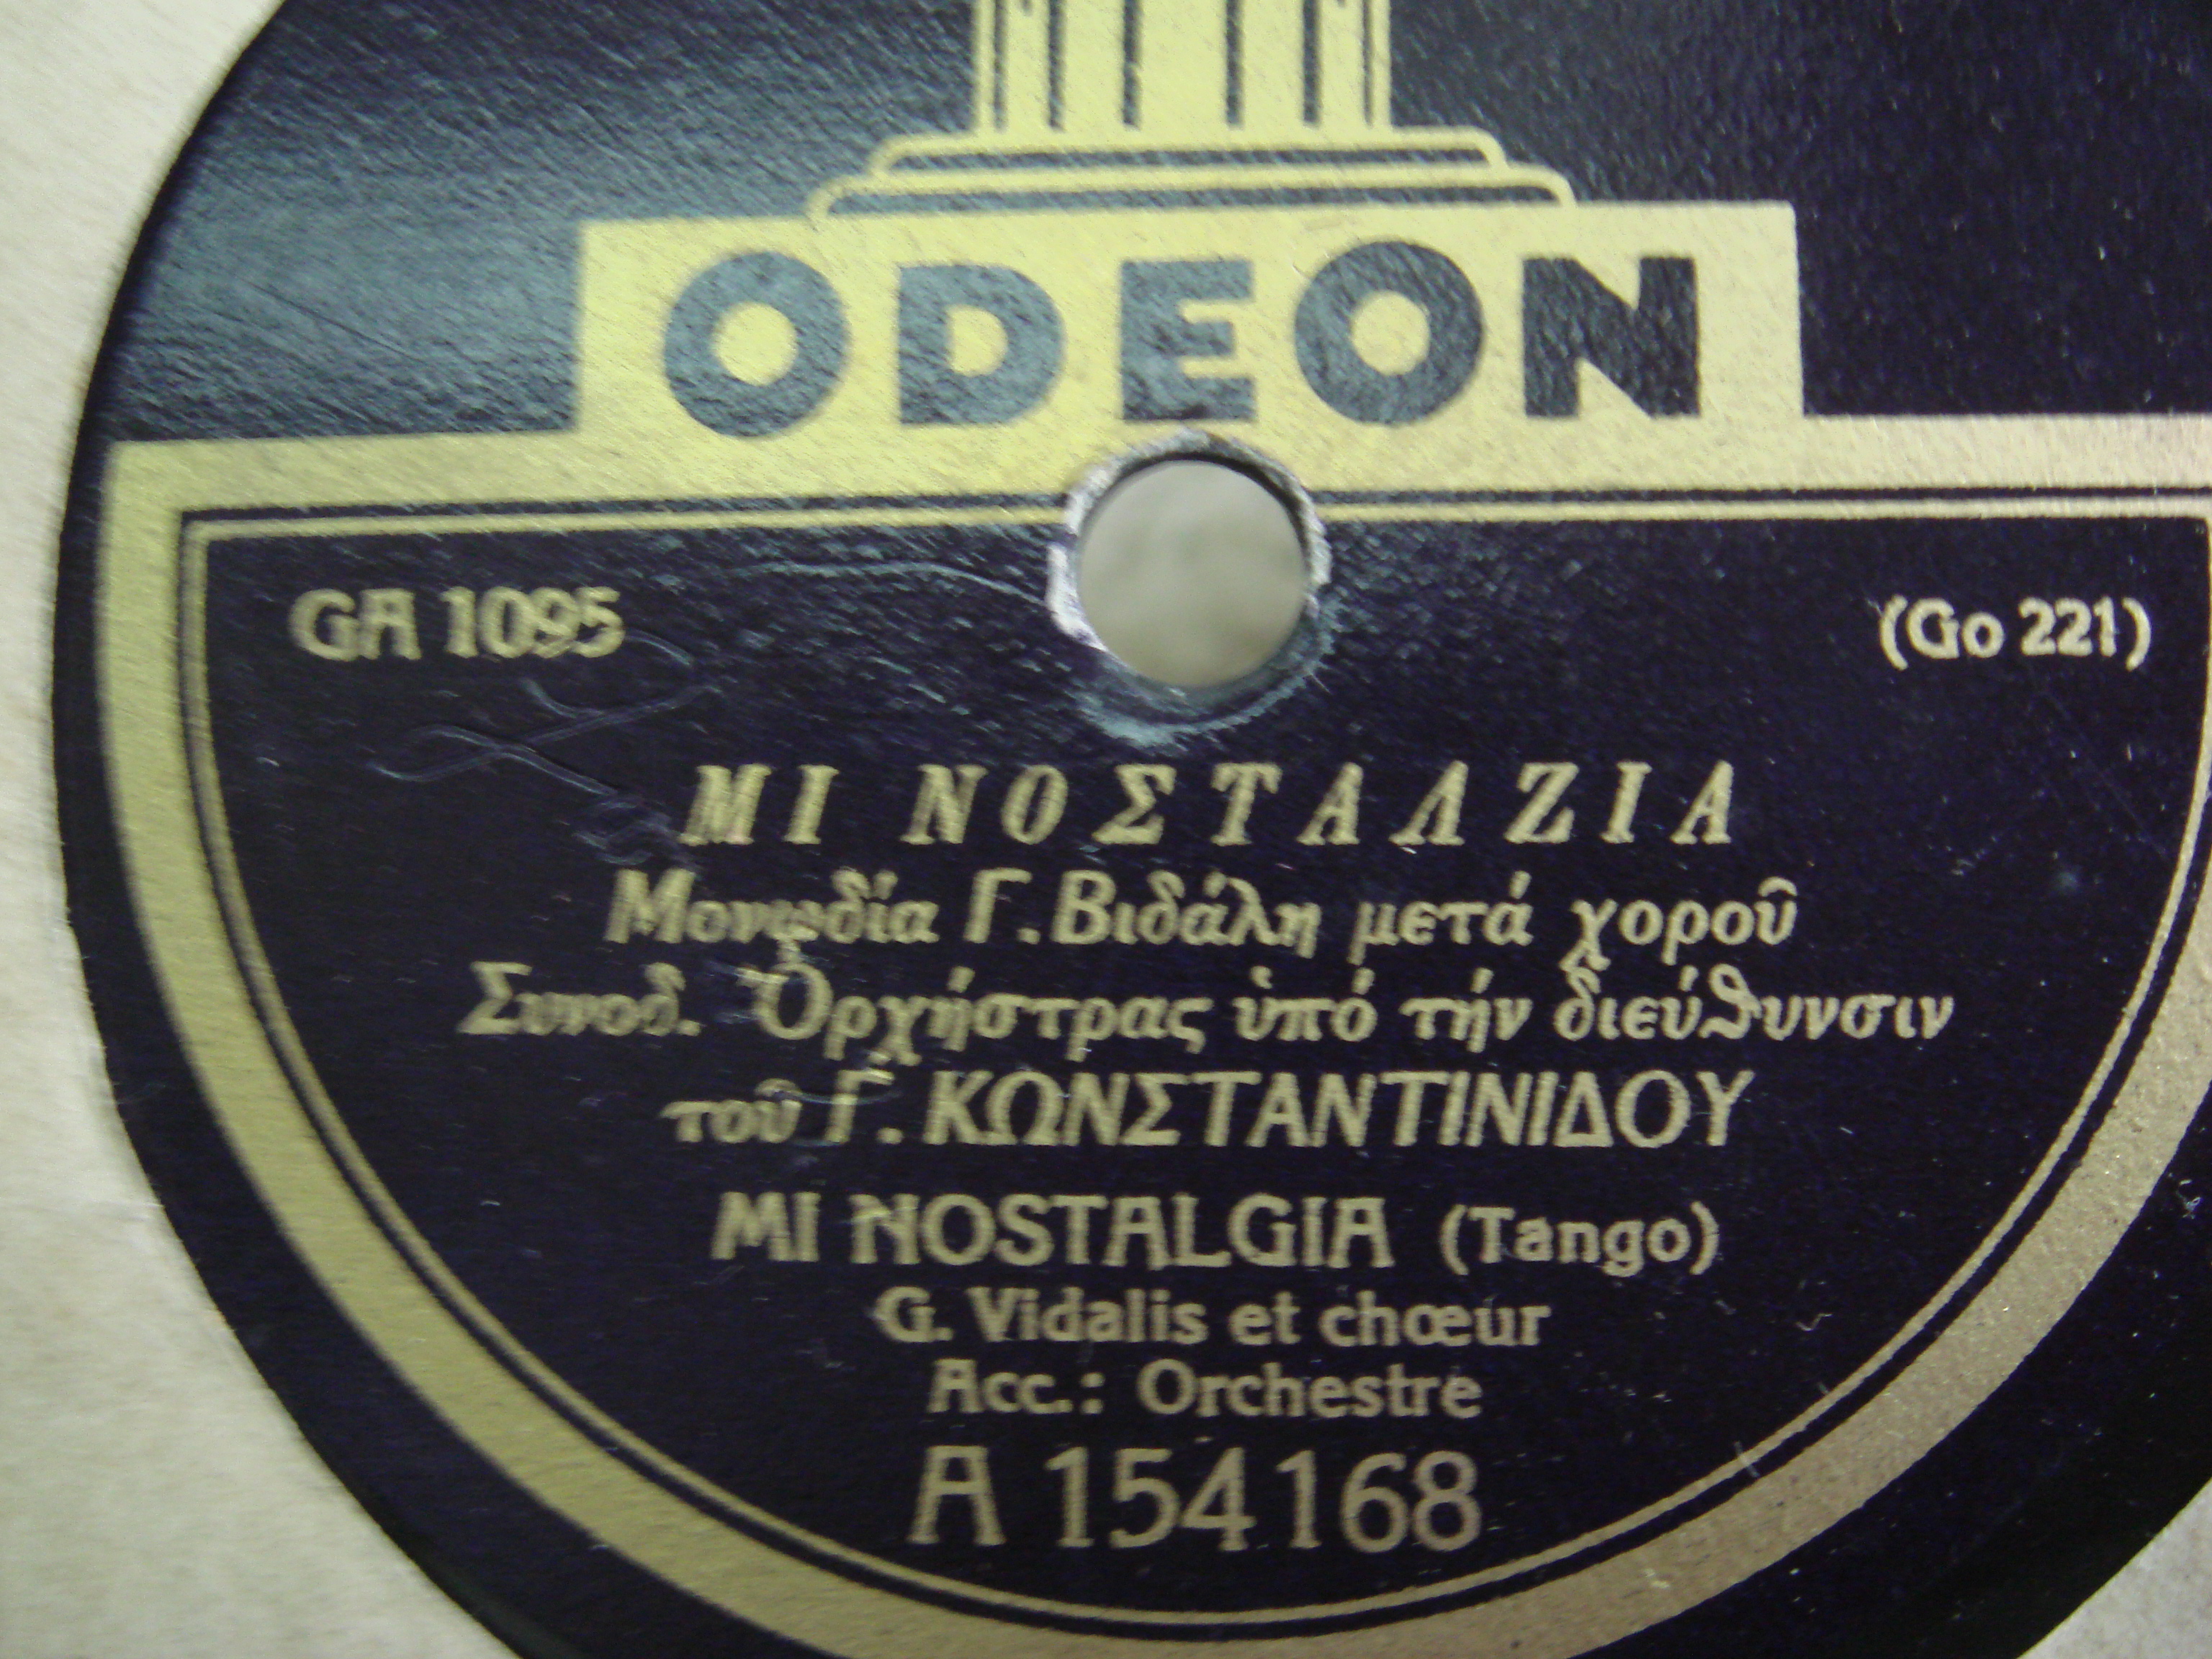 ODEON
GA 1095
(Go 221)
ΜΙ ΝΟΣΤΑΛΖΙΑ
Μονῳδία Γ. Βιδάλη μετά χοροῦ
Συνοδ. Ὀρχήστρας ὑπό τήν διεύθυνσιν
τοῦ Γ. ΚΩΝΣΤΑΝΤΙΝΙΔΟΥ
MI NOSTALGIA (Tango)
G. Vidalis et chœur
Acc.: Orchestre
A 154168